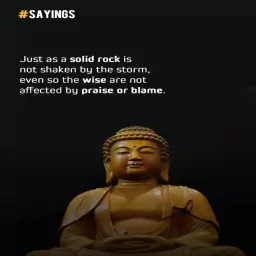 #SAYINGS
Just as a solid rock is
not shaken by the storm,
even so the wise are not
affected by praise or blame.